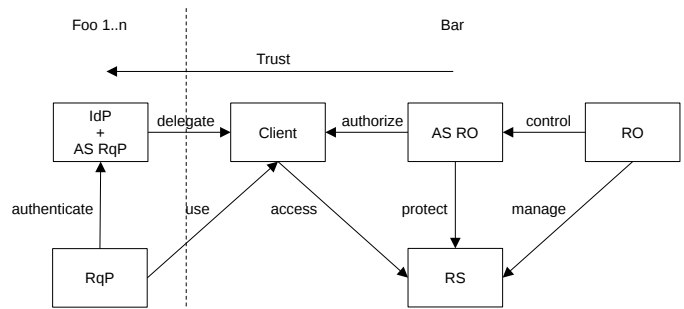 Foo 1..n
Bar
Trust
IdP
+
AS RqP
delegate
Client
authorize
AS RO
control
RO
authenticate
use
access
protect
manage
RqP
RS